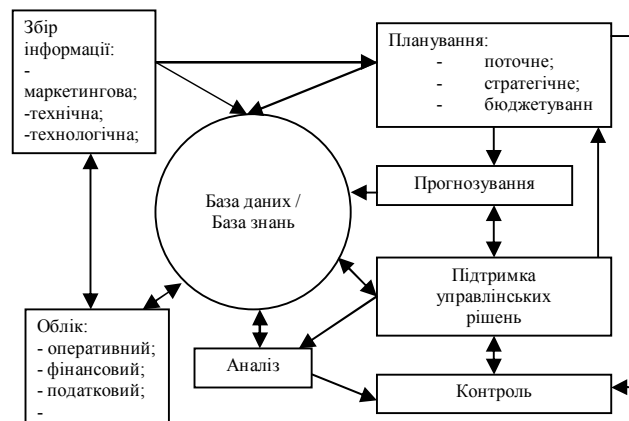 Збір
інформації:
-
маркетингова;
-технічна;
-технологічна;
Планування:
- поточне;
- стратегічне;
- бюджетуванн
База даних /
База знань
Прогнозування
Підтримка
управлінських
рішень
Облік:
- оперативний;
- фінансовий;
- податковий;
-
Аналіз
Контроль